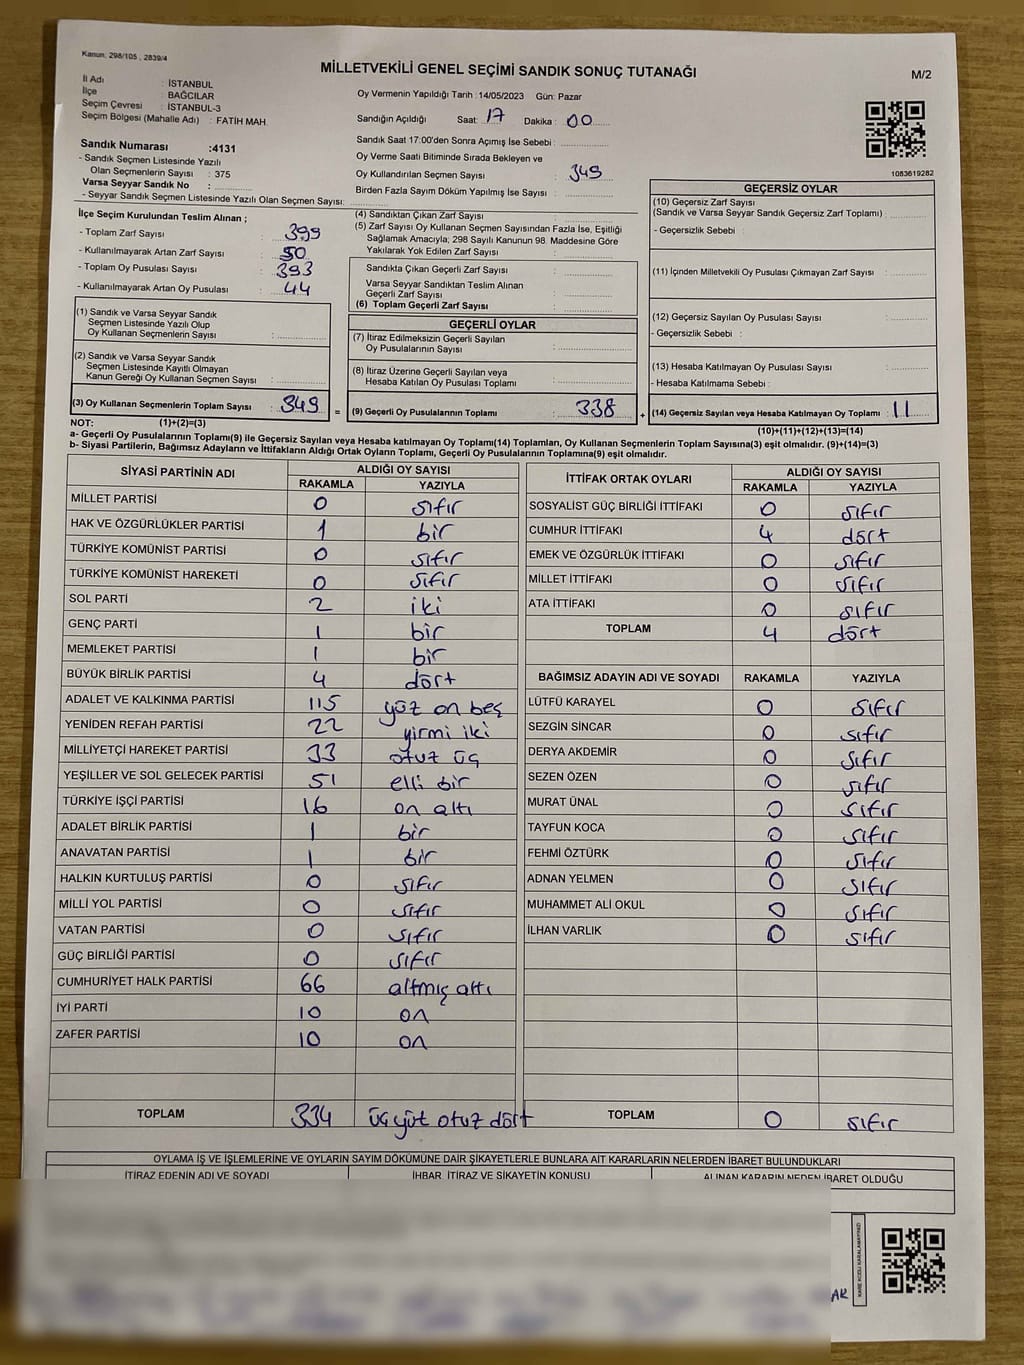 Kanun: 298/105 , 2839/4
MİLLETVEKİLİ GENEL SEÇİMİ SANDIK SONUÇ TUTANAĞI
M/2
İl Adı : İSTANBUL
İlçe : BAĞCILAR
Seçim Çevresi : İSTANBUL-3
Seçim Bölgesi (Mahalle Adı) : FATİH MAH.
Sandık Numarası :4131
- Sandık Seçmen Listesinde Yazılı
Olan Seçmenlerin Sayısı : 375
Varsa Seyyar Sandık No :
- Seyyar Sandık Seçmen Listesinde Yazılı Olan Seçmen Sayısı:
Oy Vermenin Yapıldığı Tarih :14/05/2023 Gün: Pazar
Sandığın Açıldığı Saat: 17 Dakika: 00
Sandık Saat 17:00'den Sonra Açımış İse Sebebi :
Oy Verme Saati Bitiminde Sırada Bekleyen ve
Oy Kullandırılan Seçmen Sayısı : 349
Birden Fazla Sayım Döküm Yapılmış İse Sayısı :
1083619282
İlçe Seçim Kurulundan Teslim Alınan ;
- Toplam Zarf Sayısı : 399
- Kullanılmayarak Artan Zarf Sayısı : 50
- Toplam Oy Pusulası Sayısı : 393
- Kullanılmayarak Artan Oy Pusulası : 44
(1) Sandık ve Varsa Seyyar Sandık
Seçmen Listesinde Yazılı Olup
Oy Kullanan Seçmenlerin Sayısı :
(2) Sandık ve Varsa Seyyar Sandık
Seçmen Listesinde Kayıtlı Olmayan
Kanun Gereği Oy Kullanan Seçmen Sayısı :
(3) Oy Kullanan Seçmenlerin Toplam Sayısı : 349 =
(4) Sandıktan Çıkan Zarf Sayısı :
(5) Zarf Sayısı Oy Kullanan Seçmen Sayısından Fazla İse, Eşitliği
Sağlamak Amacıyla; 298 Sayılı Kanunun 98. Maddesine Göre
Yakılarak Yok Edilen Zarf Sayısı :
Sandıkta Çıkan Geçerli Zarf Sayısı :
Varsa Seyyar Sandıktan Teslim Alınan
Geçerli Zarf Sayısı :
(6) Toplam Geçerli Zarf Sayısı :
GEÇERLİ OYLAR
(7) İtiraz Edilmeksizin Geçerli Sayılan
Oy Pusulalarının Sayısı :
(8) İtiraz Üzerine Geçerli Sayılan veya
Hesaba Katılan Oy Pusulası Toplamı :
(9) Geçerli Oy Pusulalarının Toplamı : 338 +
GEÇERSİZ OYLAR
(10) Geçersiz Zarf Sayısı
(Sandık ve Varsa Seyyar Sandık Geçersiz Zarf Toplamı) :
- Geçersizlik Sebebi :
(11) İçinden Milletvekili Oy Pusulası Çıkmayan Zarf Sayısı :
(12) Geçersiz Sayılan Oy Pusulası Sayısı :
- Geçersizlik Sebebi :
(13) Hesaba Katılmayan Oy Pusulası Sayısı :
- Hesaba Katılmama Sebebi :
(14) Geçersiz Sayılan veya Hesaba Katılmayan Oy Toplamı : 11
NOT: (1)+(2)=(3)
(10)+(11)+(12)+(13)=(14)
a- Geçerli Oy Pusulalarının Toplamı(9) ile Geçersiz Sayılan veya Hesaba katılmayan Oy Toplamı(14) Toplamları, Oy Kullanan Seçmenlerin Toplam Sayısına(3) eşit olmalıdır. (9)+(14)=(3)
b- Siyasi Partilerin, Bağımsız Adayların ve İttifakların Aldığı Ortak Oyların Toplamı, Geçerli Oy Pusulalarının Toplamına(9) eşit olmalıdır.
SİYASİ PARTİNİN ADI ALDIĞI OY SAYISI
RAKAMLA YAZIYLA
MİLLET PARTİSİ 0 sıfır
HAK VE ÖZGÜRLÜKLER PARTİSİ 1 bir
TÜRKİYE KOMÜNİST PARTİSİ 0 sıfır
TÜRKİYE KOMÜNİST HAREKETİ 0 sıfır
SOL PARTİ 2 iki
GENÇ PARTİ 1 bir
MEMLEKET PARTİSİ 1 bir
BÜYÜK BİRLİK PARTİSİ 4 dört
ADALET VE KALKINMA PARTİSİ 115 yüz on beş
YENİDEN REFAH PARTİSİ 22 yirmi iki
MİLLİYETÇİ HAREKET PARTİSİ 33 otuz üç
YEŞİLLER VE SOL GELECEK PARTİSİ 51 elli bir
TÜRKİYE İŞÇİ PARTİSİ 16 on altı
ADALET BİRLİK PARTİSİ 1 bir
ANAVATAN PARTİSİ 1 bir
HALKIN KURTULUŞ PARTİSİ 0 sıfır
MİLLİ YOL PARTİSİ 0 sıfır
VATAN PARTİSİ 0 sıfır
GÜÇ BİRLİĞİ PARTİSİ 0 sıfır
CUMHURİYET HALK PARTİSİ 66 altmış altı
İYİ PARTİ 10 on
ZAFER PARTİSİ 10 on
TOPLAM 334 üç yüz otuz dört
İTTİFAK ORTAK OYLARI ALDIĞI OY SAYISI
RAKAMLA YAZIYLA
SOSYALİST GÜÇ BİRLİĞİ İTTİFAKI 0 sıfır
CUMHUR İTTİFAKI 4 dört
EMEK VE ÖZGÜRLÜK İTTİFAKI 0 sıfır
MİLLET İTTİFAKI 0 sıfır
ATA İTTİFAKI 0 sıfır
TOPLAM 4 dört
BAĞIMSIZ ADAYIN ADI VE SOYADI RAKAMLA YAZIYLA
LÜTFÜ KARAYEL 0 sıfır
SEZGİN SİNCAR 0 sıfır
DERYA AKDEMİR 0 sıfır
SEZEN ÖZEN 0 sıfır
MURAT ÜNAL 0 sıfır
TAYFUN KOCA 0 sıfır
FEHMİ ÖZTÜRK 0 sıfır
ADNAN YELMEN 0 sıfır
MUHAMMET ALİ OKUL 0 sıfır
İLHAN VARLIK 0 sıfır
TOPLAM 0 sıfır
OYLAMA İŞ VE İŞLEMLERİNE VE OYLARIN SAYIM DÖKÜMÜNE DAİR ŞİKAYETLERLE BUNLARA AİT KARARLARIN NELERDEN İBARET BULUNDUKLARI
İTİRAZ EDENİN ADI VE SOYADI İHBAR, İTİRAZ VE ŞİKAYETİN KONUSU ALINAN KARARIN NEDEN İBARET OLDUĞU
KARE KODU KARALAMAYINIZ!
AK